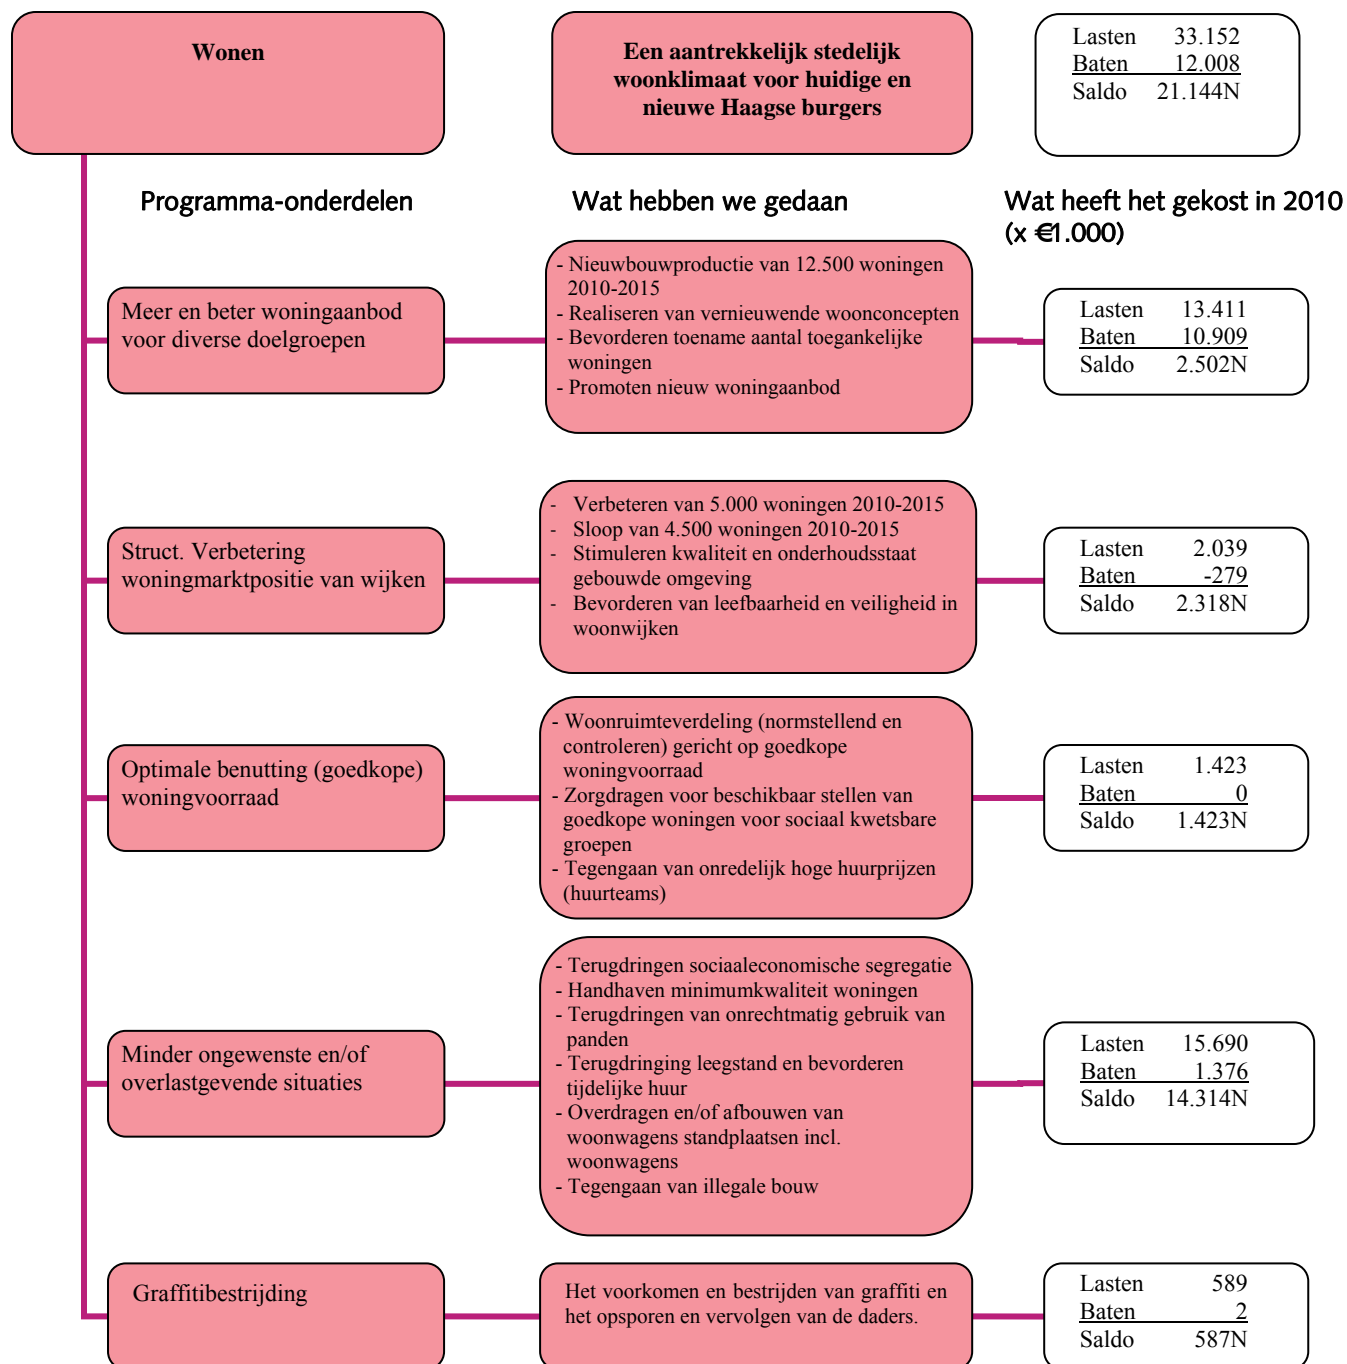 Wonen
Een aantrekkelijk stedelijk
woonklimaat voor huidige en
nieuwe Haagse burgers
Lasten 33.152
Baten 12.008
Saldo 21.144N
Programma-onderdelen
Wat hebben we gedaan
Wat heeft het gekost in 2010
(x €1.000)
Meer en beter woningaanbod
voor diverse doelgroepen
- Nieuwbouwproductie van 12.500 woningen
2010-2015
- Realiseren van vernieuwende woonconcepten
- Bevorderen toename aantal toegankelijke
woningen
- Promoten nieuw woningaanbod
Lasten 13.411
Baten 10.909
Saldo 2.502N
Struct. Verbetering
woningmarktpositie van wijken
- Verbeteren van 5.000 woningen 2010-2015
- Sloop van 4.500 woningen 2010-2015
- Stimuleren kwaliteit en onderhoudsstaat
gebouwde omgeving
- Bevorderen van leefbaarheid en veiligheid in
woonwijken
Lasten 2.039
Baten -279
Saldo 2.318N
Optimale benutting (goedkope)
woningvoorraad
- Woonruimteverdeling (normstellend en
controleren) gericht op goedkope
woningvoorraad
- Zorgdragen voor beschikbaar stellen van
goedkope woningen voor sociaal kwetsbare
groepen
- Tegengaan van onredelijk hoge huurprijzen
(huurteams)
Lasten 1.423
Baten 0
Saldo 1.423N
Minder ongewenste en/of
overlastgevende situaties
- Terugdringen sociaaleconomische segregatie
- Handhaven minimumkwaliteit woningen
- Terugdringen van onrechtmatig gebruik van
panden
- Terugdringing leegstand en bevorderen
tijdelijke huur
- Overdragen en/of afbouwen van
woonwagens standplaatsen incl.
woonwagens
- Tegengaan van illegale bouw
Lasten 15.690
Baten 1.376
Saldo 14.314N
Graffitibestrijding
Het voorkomen en bestrijden van graffiti en
het opsporen en vervolgen van de daders.
Lasten 589
Baten 2
Saldo 587N